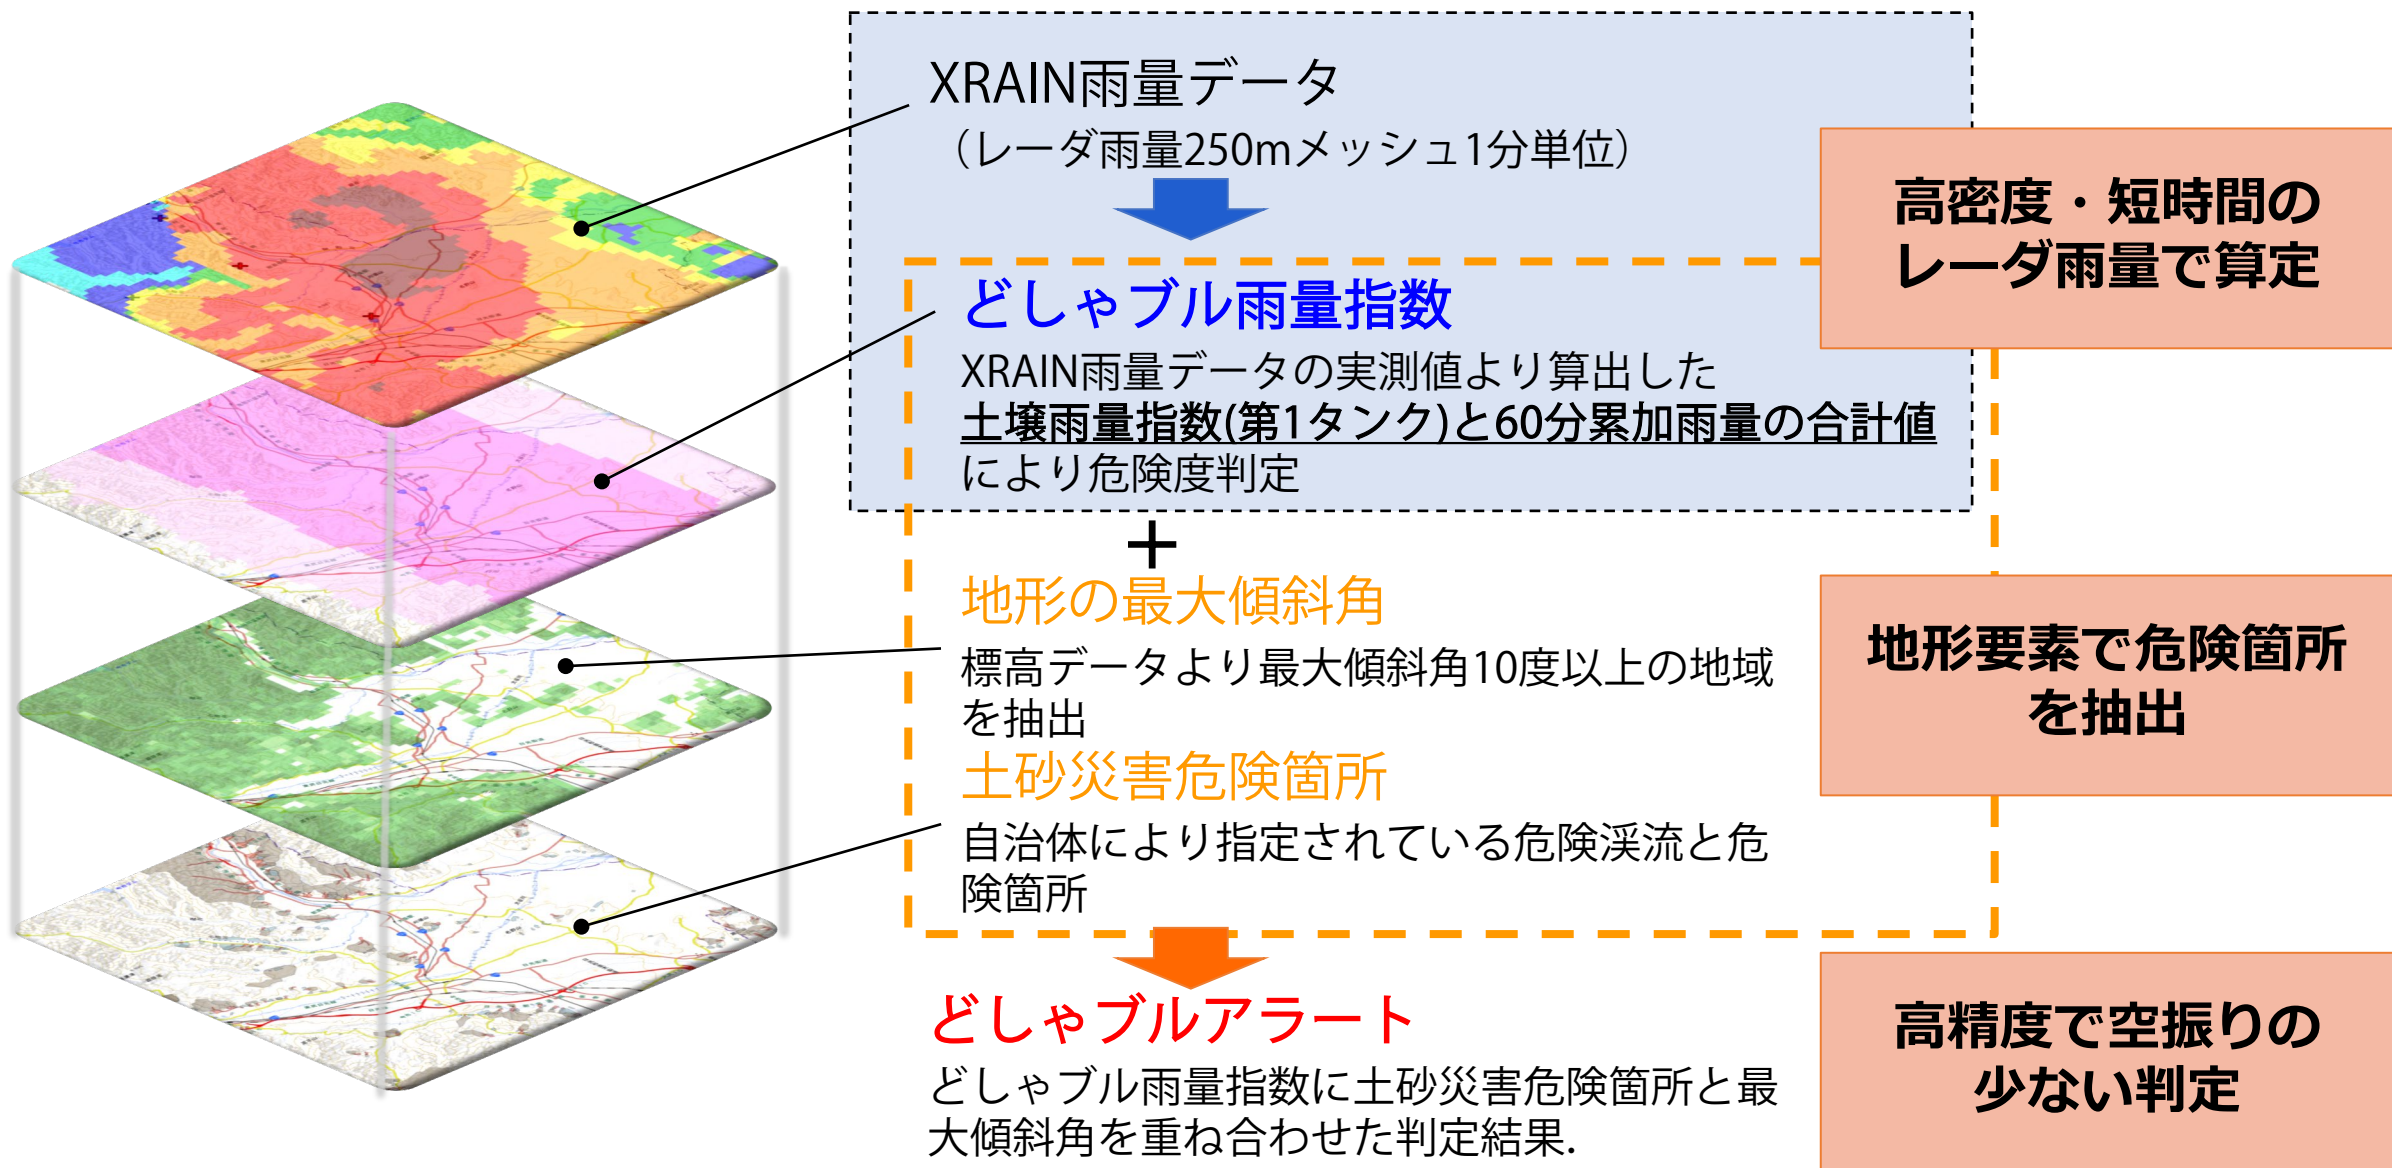 XRAIN雨量データ
（レーダ雨量250mメッシュ1分単位）
高密度・短時間の
レーダ雨量で算定
どしゃブル雨量指数
XRAIN雨量データの実測値より算出した
土壌雨量指数(第1タンク)と60分累加雨量の合計値
により危険度判定
＋
地形の最大傾斜角
標高データより最大傾斜角10度以上の地域
を抽出
地形要素で危険箇所
を抽出
土砂災害危険箇所
自治体により指定されている危険渓流と危
険箇所
どしゃブルアラート
どしゃブル雨量指数に土砂災害危険箇所と最
大傾斜角を重ね合わせた判定結果.
高精度で空振りの
少ない判定